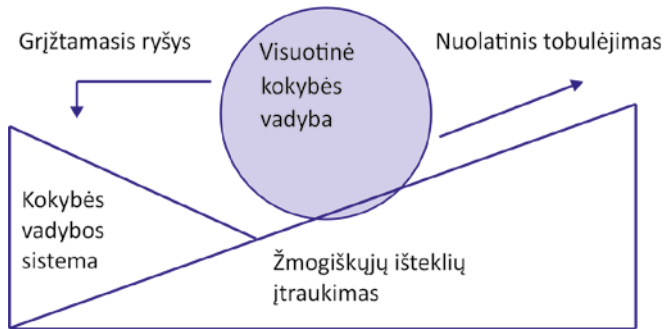 Grįžtamasis ryšys
Visuotinė
kokybės
vadyba
Nuolatinis tobulėjimas
Kokybės
vadybos
sistema
Žmogiškųjų išteklių
įtraukimas